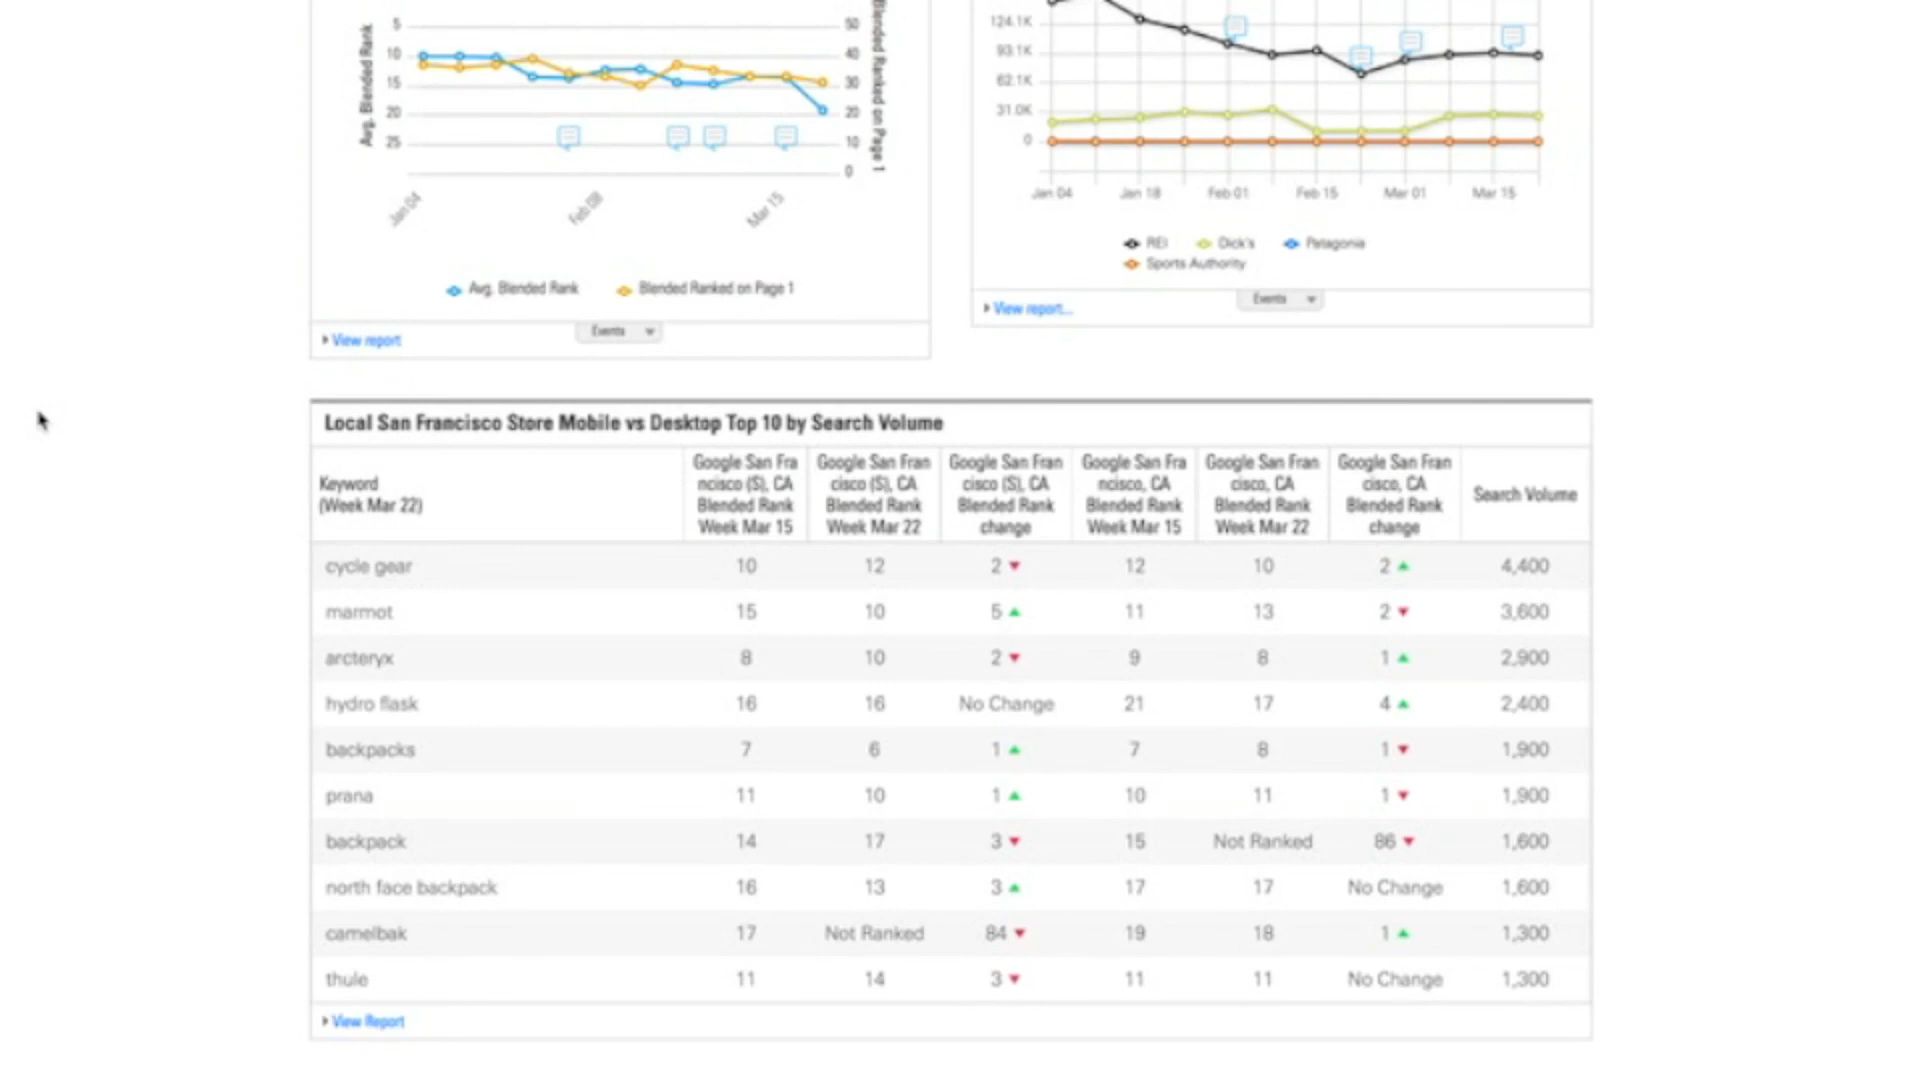 5
10
15
20
25
Avg. Blended Rank
50
40
30
20
10
0
Blended Ranked on Page 1
Jan 04
Feb 08
Mar 15
Avg. Blended Rank
Blended Ranked on Page 1
View report
Events
124.1K
93.1K
62.1K
31.0K
0
Jan 04
Jan 18
Feb 01
Feb 15
Mar 01
Mar 15
REI
Dick's
Patagonia
Sports Authority
View report...
Events
Local San Francisco Store Mobile vs Desktop Top 10 by Search Volume
Keyword
(Week Mar 22)
Google San Fra
ncisco (S), CA
Blended Rank
Week Mar 15
Google San Fran
cisco (S), CA
Blended Rank
Week Mar 22
Google San Fran
cisco (S), CA
Blended Rank
change
Google San Fra
ncisco, CA
Blended Rank
Week Mar 15
Google San Fran
cisco, CA
Blended Rank
Week Mar 22
Google San Fran
cisco, CA
Blended Rank
change
Search Volume
cycle gear 10 12 2 12 10 2 4,400
marmot 15 10 5 11 13 2 3,600
arcteryx 8 10 2 9 8 1 2,900
hydro flask 16 16 No Change 21 17 4 2,400
backpacks 7 6 1 7 8 1 1,900
prana 11 10 1 10 11 1 1,900
backpack 14 17 3 15 Not Ranked 86 1,600
north face backpack 16 13 3 17 17 No Change 1,600
camelbak 17 Not Ranked 84 19 18 1 1,300
thule 11 14 3 11 11 No Change 1,300
View Report